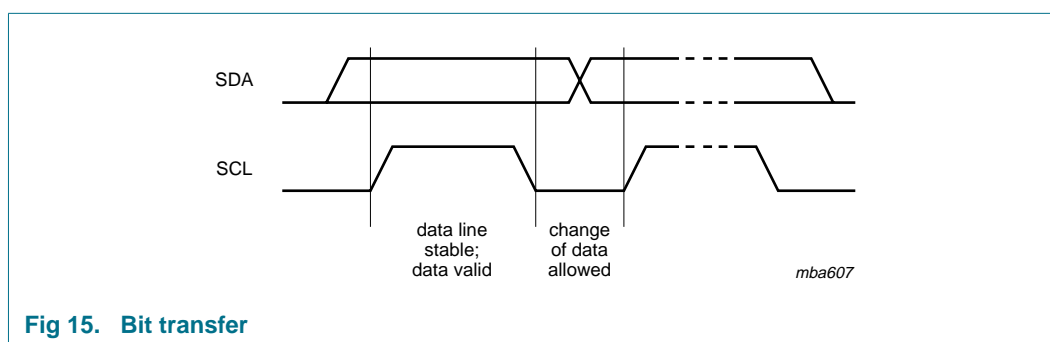 SDA
SCL
data line
stable;
data valid
change
of data
allowed
mba607
Fig 15. Bit transfer